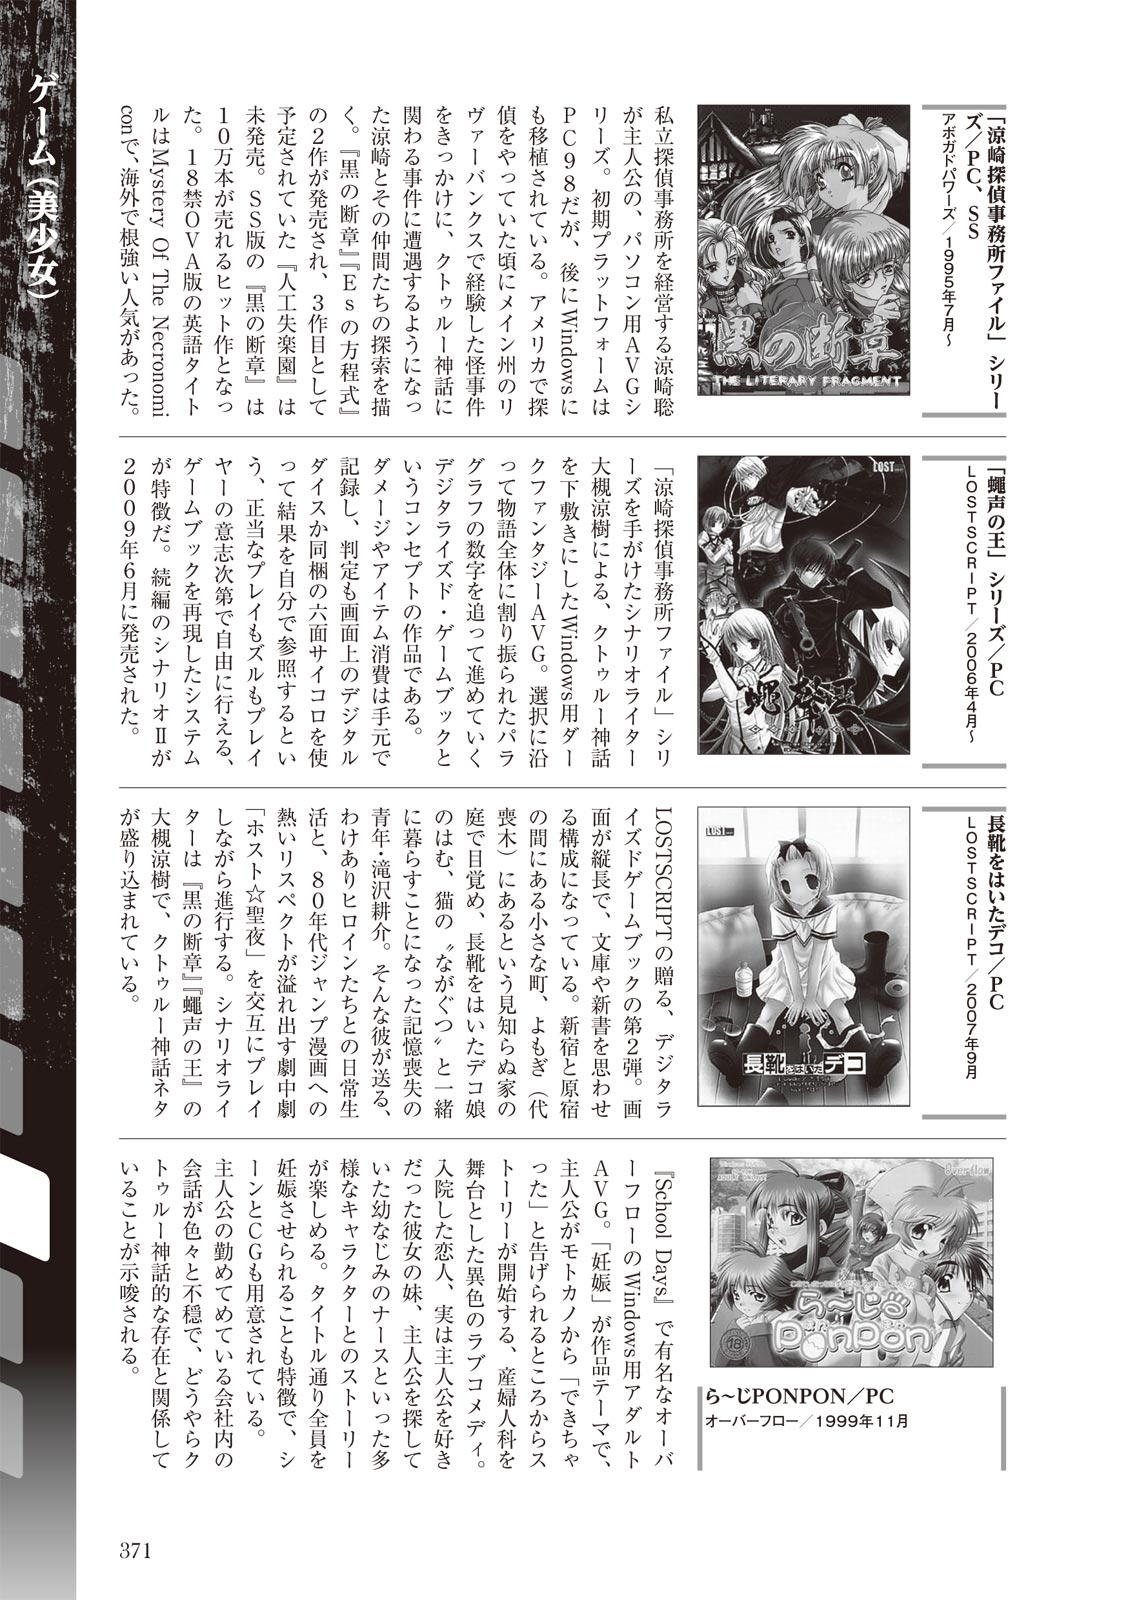 ゲーム（美少女）
「涼崎探偵事務所ファイル」シリー
ズ／PC、SS
アボガドパワーズ／1995年7月～
黒の断章
THE LITERARY FRAGMENT
私立探偵事務所を経営する涼崎聡
が主人公の、パソコン用AVGシ
リーズ。初期プラットフォームは
PC98だが、後にWindowsに
も移植されている。アメリカで探
偵をやっていた頃にメイン州のリ
ヴァーバンクスで経験した怪事件
をきっかけに、クトゥルー神話に
関わる事件に遭遇するようになっ
た涼崎とその仲間たちの探索を描
く。『黒の断章』『Esの方程式』
の2作が発売され、3作目として
予定されていた『人工失楽園』は
未発売。SS版の『黒の断章』は
10万本が売れるヒット作となっ
た。18禁OVA版の英語タイト
ルはMystery Of The Necronomi
conで、海外で根強い人気があった。
「蠅声の王」シリーズ／PC
LOSTSCRIPT／2006年4月～
LOST
蠅聲王
「涼崎探偵事務所ファイル」シリ
ーズを手がけたシナリオライター
大槻涼樹による、クトゥルー神話
を下敷きにしたWindows用ダー
クファンタジーAVG。選択に沿
って物語全体に割り振られたパラ
グラフの数字を追って進めていく
デジタライズド・ゲームブックと
いうコンセプトの作品である。
ダメージやアイテム消費は手元で
記録し、判定も画面上のデジタル
ダイスか同梱の六面サイコロを使
って結果を自分で参照するとい
う、正当なプレイもズルもプレイ
ヤーの意志次第で自由に行える、
ゲームブックを再現したシステム
が特徴だ。続編のシナリオⅡが
2009年6月に発売された。
長靴をはいたデコ／PC
LOSTSCRIPT／2007年9月
LOST
長靴をはいたデコ
LOSTSCRIPTの贈る、デジタラ
イズドゲームブックの第2弾。画
面が縦長で、文庫や新書を思わせ
る構成になっている。新宿と原宿
の間にある小さな町、よもぎ（代
喪木）にあるという見知らぬ家の
庭で目覚め、長靴をはいたデコ娘
のはむ、猫の〝ながぐつ〟と一緒
に暮らすことになった記憶喪失の
青年・滝沢耕介。そんな彼が送る、
わけありヒロインたちとの日常生
活と、80年代ジャンプ漫画への
熱いリスペクトが溢れ出す劇中劇
「ホスト☆聖夜」を交互にプレイ
しながら進行する。シナリオライ
ターは『黒の断章』『蠅声の王』の
大槻涼樹で、クトゥルー神話ネタ
が盛り込まれている。
Overflow
ら～じPonPon
18
ら～じPONPON／PC
オーバーフロー／1999年11月
『School Days』で有名なオーバ
ーフローのWindows用アダルト
AVG。「妊娠」が作品テーマで、
主人公がモトカノから「できちゃ
った」と告げられるところからス
トーリーが開始する、産婦人科を
舞台とした異色のラブコメディ。
入院した恋人、実は主人公を好き
だった彼女の妹、主人公を探して
いた幼なじみのナースといった多
様なキャラクターとのストーリー
が楽しめる。タイトル通り全員を
妊娠させられることも特徴で、シ
ーンとCGも用意されている。
主人公の勤めてめている会社内の
会話が色々と不穏で、どうやらク
トゥルー神話的な存在と関係して
いることが示唆される。
371